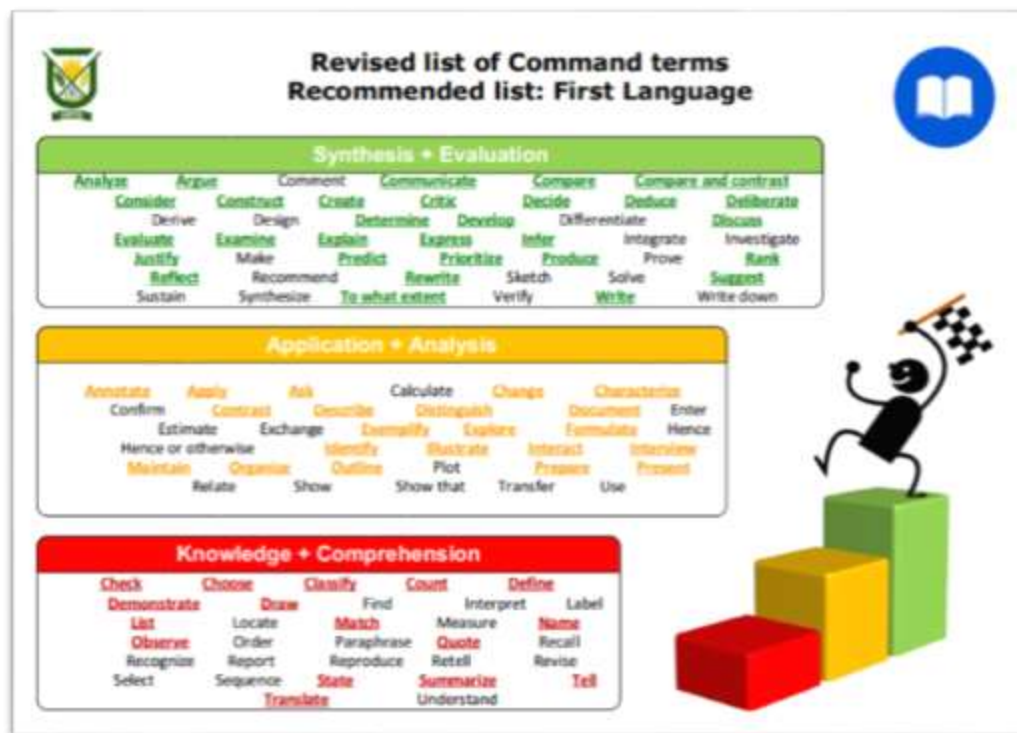 Revised list of Command terms
Recommended list: First Language
Synthesis + Evaluation
Analyze Argue Comment Communicate Compare Compare and contrast
Consider Construct Create Critic Decide Deduce Deliberate
Derive Design Determine Develop Differentiate Discuss
Evaluate Examine Explain Express Infer Integrate Investigate
Justify Make Predict Prioritize Produce Prove Rank
Reflect Recommend Rewrite Sketch Solve Suggest
Sustain Synthesize To what extent Verify Write Write down
Application + Analysis
Annotate Apply Ask Calculate Change Characterize
Confirm Contrast Describe Distinguish Document Enter
Estimate Exchange Exemplify Explore Formulate Hence
Hence or otherwise Identify Illustrate Interact Interview
Maintain Organize Outline Plot Prepare Present
Relate Show Show that Transfer Use
Knowledge + Comprehension
Check Choose Classify Count Define
Demonstrate Draw Find Interpret Label
List Locate Match Measure Name
Observe Order Paraphrase Quote Recall
Recognize Report Reproduce Retell Revise
Select Sequence State Summarize Tell
Translate Understand